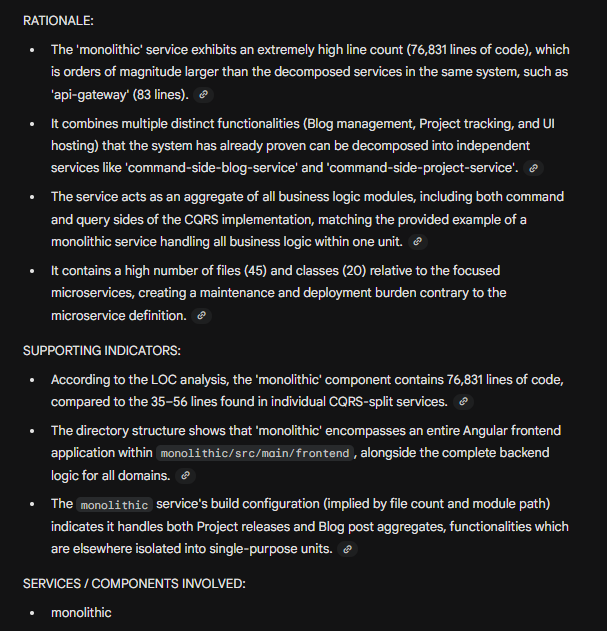 RATIONALE:
• The 'monolithic' service exhibits an extremely high line count (76,831 lines of code), which
is orders of magnitude larger than the decomposed services in the same system, such as
'api-gateway' (83 lines).
• It combines multiple distinct functionalities (Blog management, Project tracking, and UI
hosting) that the system has already proven can be decomposed into independent
services like 'command-side-blog-service' and 'command-side-project-service'.
• The service acts as an aggregate of all business logic modules, including both command
and query sides of the CQRS implementation, matching the provided example of a
monolithic service handling all business logic within one unit.
• It contains a high number of files (45) and classes (20) relative to the focused
microservices, creating a maintenance and deployment burden contrary to the
microservice definition.
SUPPORTING INDICATORS:
• According to the LOC analysis, the 'monolithic' component contains 76,831 lines of code,
compared to the 35–56 lines found in individual CQRS-split services.
• The directory structure shows that 'monolithic' encompasses an entire Angular frontend
application within monolithic/src/main/frontend, alongside the complete backend
logic for all domains.
• The monolithic service's build configuration (implied by file count and module path)
indicates it handles both Project releases and Blog post aggregates, functionalities which
are elsewhere isolated into single-purpose units.
SERVICES / COMPONENTS INVOLVED:
• monolithic